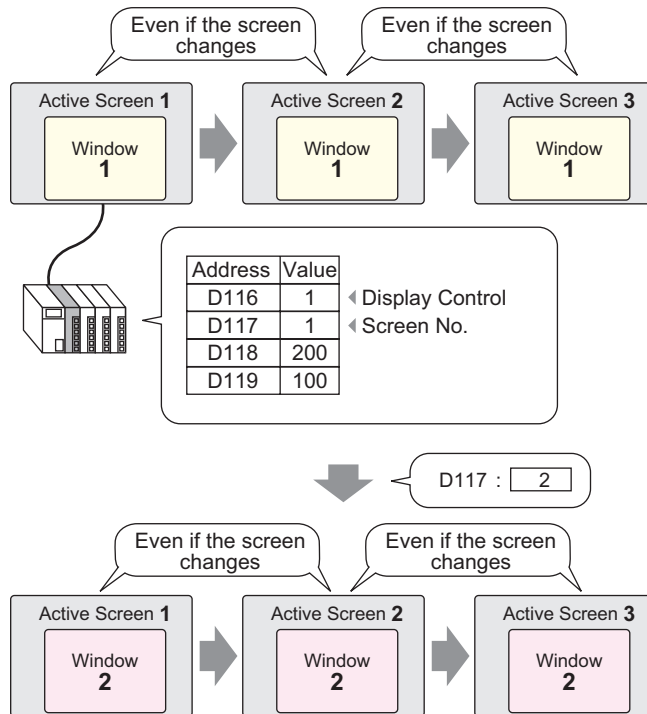 Even if the screen
changes
Even if the screen
changes
Active Screen 1
Window
1
Active Screen 2
Window
1
Active Screen 3
Window
1
Address Value
D116 1 Display Control
D117 1 Screen No.
D118 200
D119 100
D117 : 2
Even if the screen
changes
Even if the screen
changes
Active Screen 1
Window
2
Active Screen 2
Window
2
Active Screen 3
Window
2